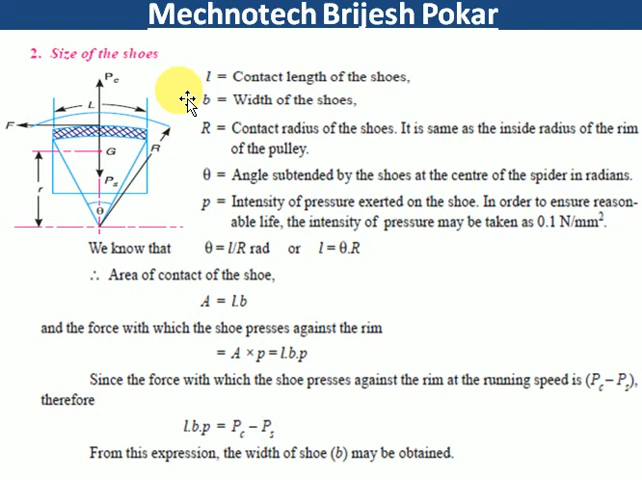 Mechnotech Brijesh Pokar
2. Size of the shoes
P_c
L
F
G
R
P_s
r
θ
l = Contact length of the shoes,
b = Width of the shoes,
R = Contact radius of the shoes. It is same as the inside radius of the rim
of the pulley.
θ = Angle subtended by the shoes at the centre of the spider in radians.
p = Intensity of pressure exerted on the shoe. In order to ensure reason-
able life, the intensity of pressure may be taken as 0.1 N/mm².
We know that θ = l/R rad or l = θ.R
∴ Area of contact of the shoe,
A = l.b
and the force with which the shoe presses against the rim
= A × p = l.b.p
Since the force with which the shoe presses against the rim at the running speed is (P_c – P_s),
therefore
l.b.p = P_c – P_s
From this expression, the width of shoe (b) may be obtained.